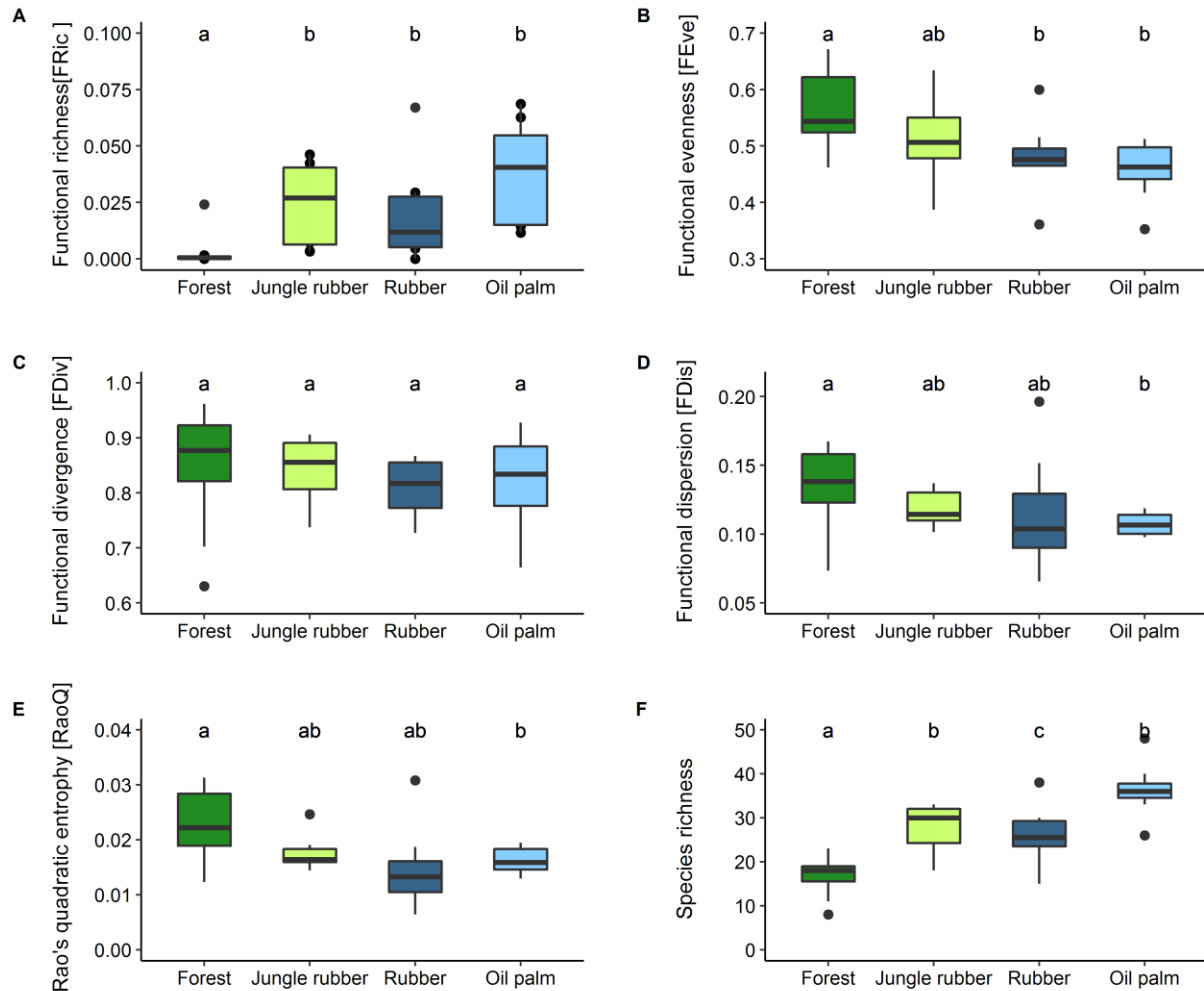 A
Functional richness[FRic ]
0.100
0.075
0.050
0.025
0.000
a b b b
Forest Jungle rubber Rubber Oil palm
B
Functional evenness [FEve]
0.7
0.6
0.5
0.4
0.3
a ab b b
Forest Jungle rubber Rubber Oil palm
C
Functional divergence [FDiv]
1.0
0.9
0.8
0.7
0.6
a a a a
Forest Jungle rubber Rubber Oil palm
D
Functional dispersion [FDis]
0.20
0.15
0.10
0.05
a ab ab b
Forest Jungle rubber Rubber Oil palm
E
Rao's quadratic entrophy [RaoQ]
0.04
0.03
0.02
0.01
0.00
a ab ab b
Forest Jungle rubber Rubber Oil palm
F
Species richness
50
40
30
20
10
0
a b c b
Forest Jungle rubber Rubber Oil palm